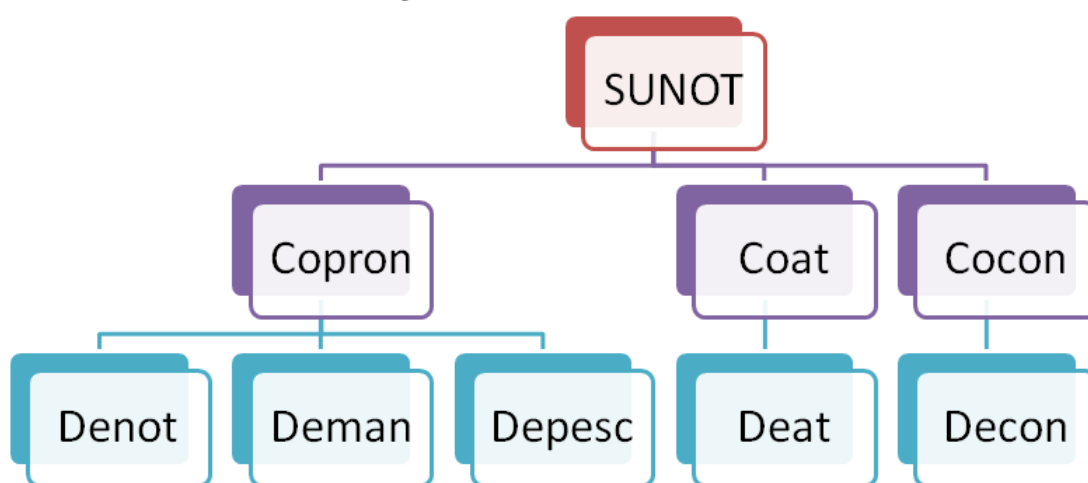 SUNOT
Copron
Coat
Cocon
Denot
Deman
Depesc
Deat
Decon